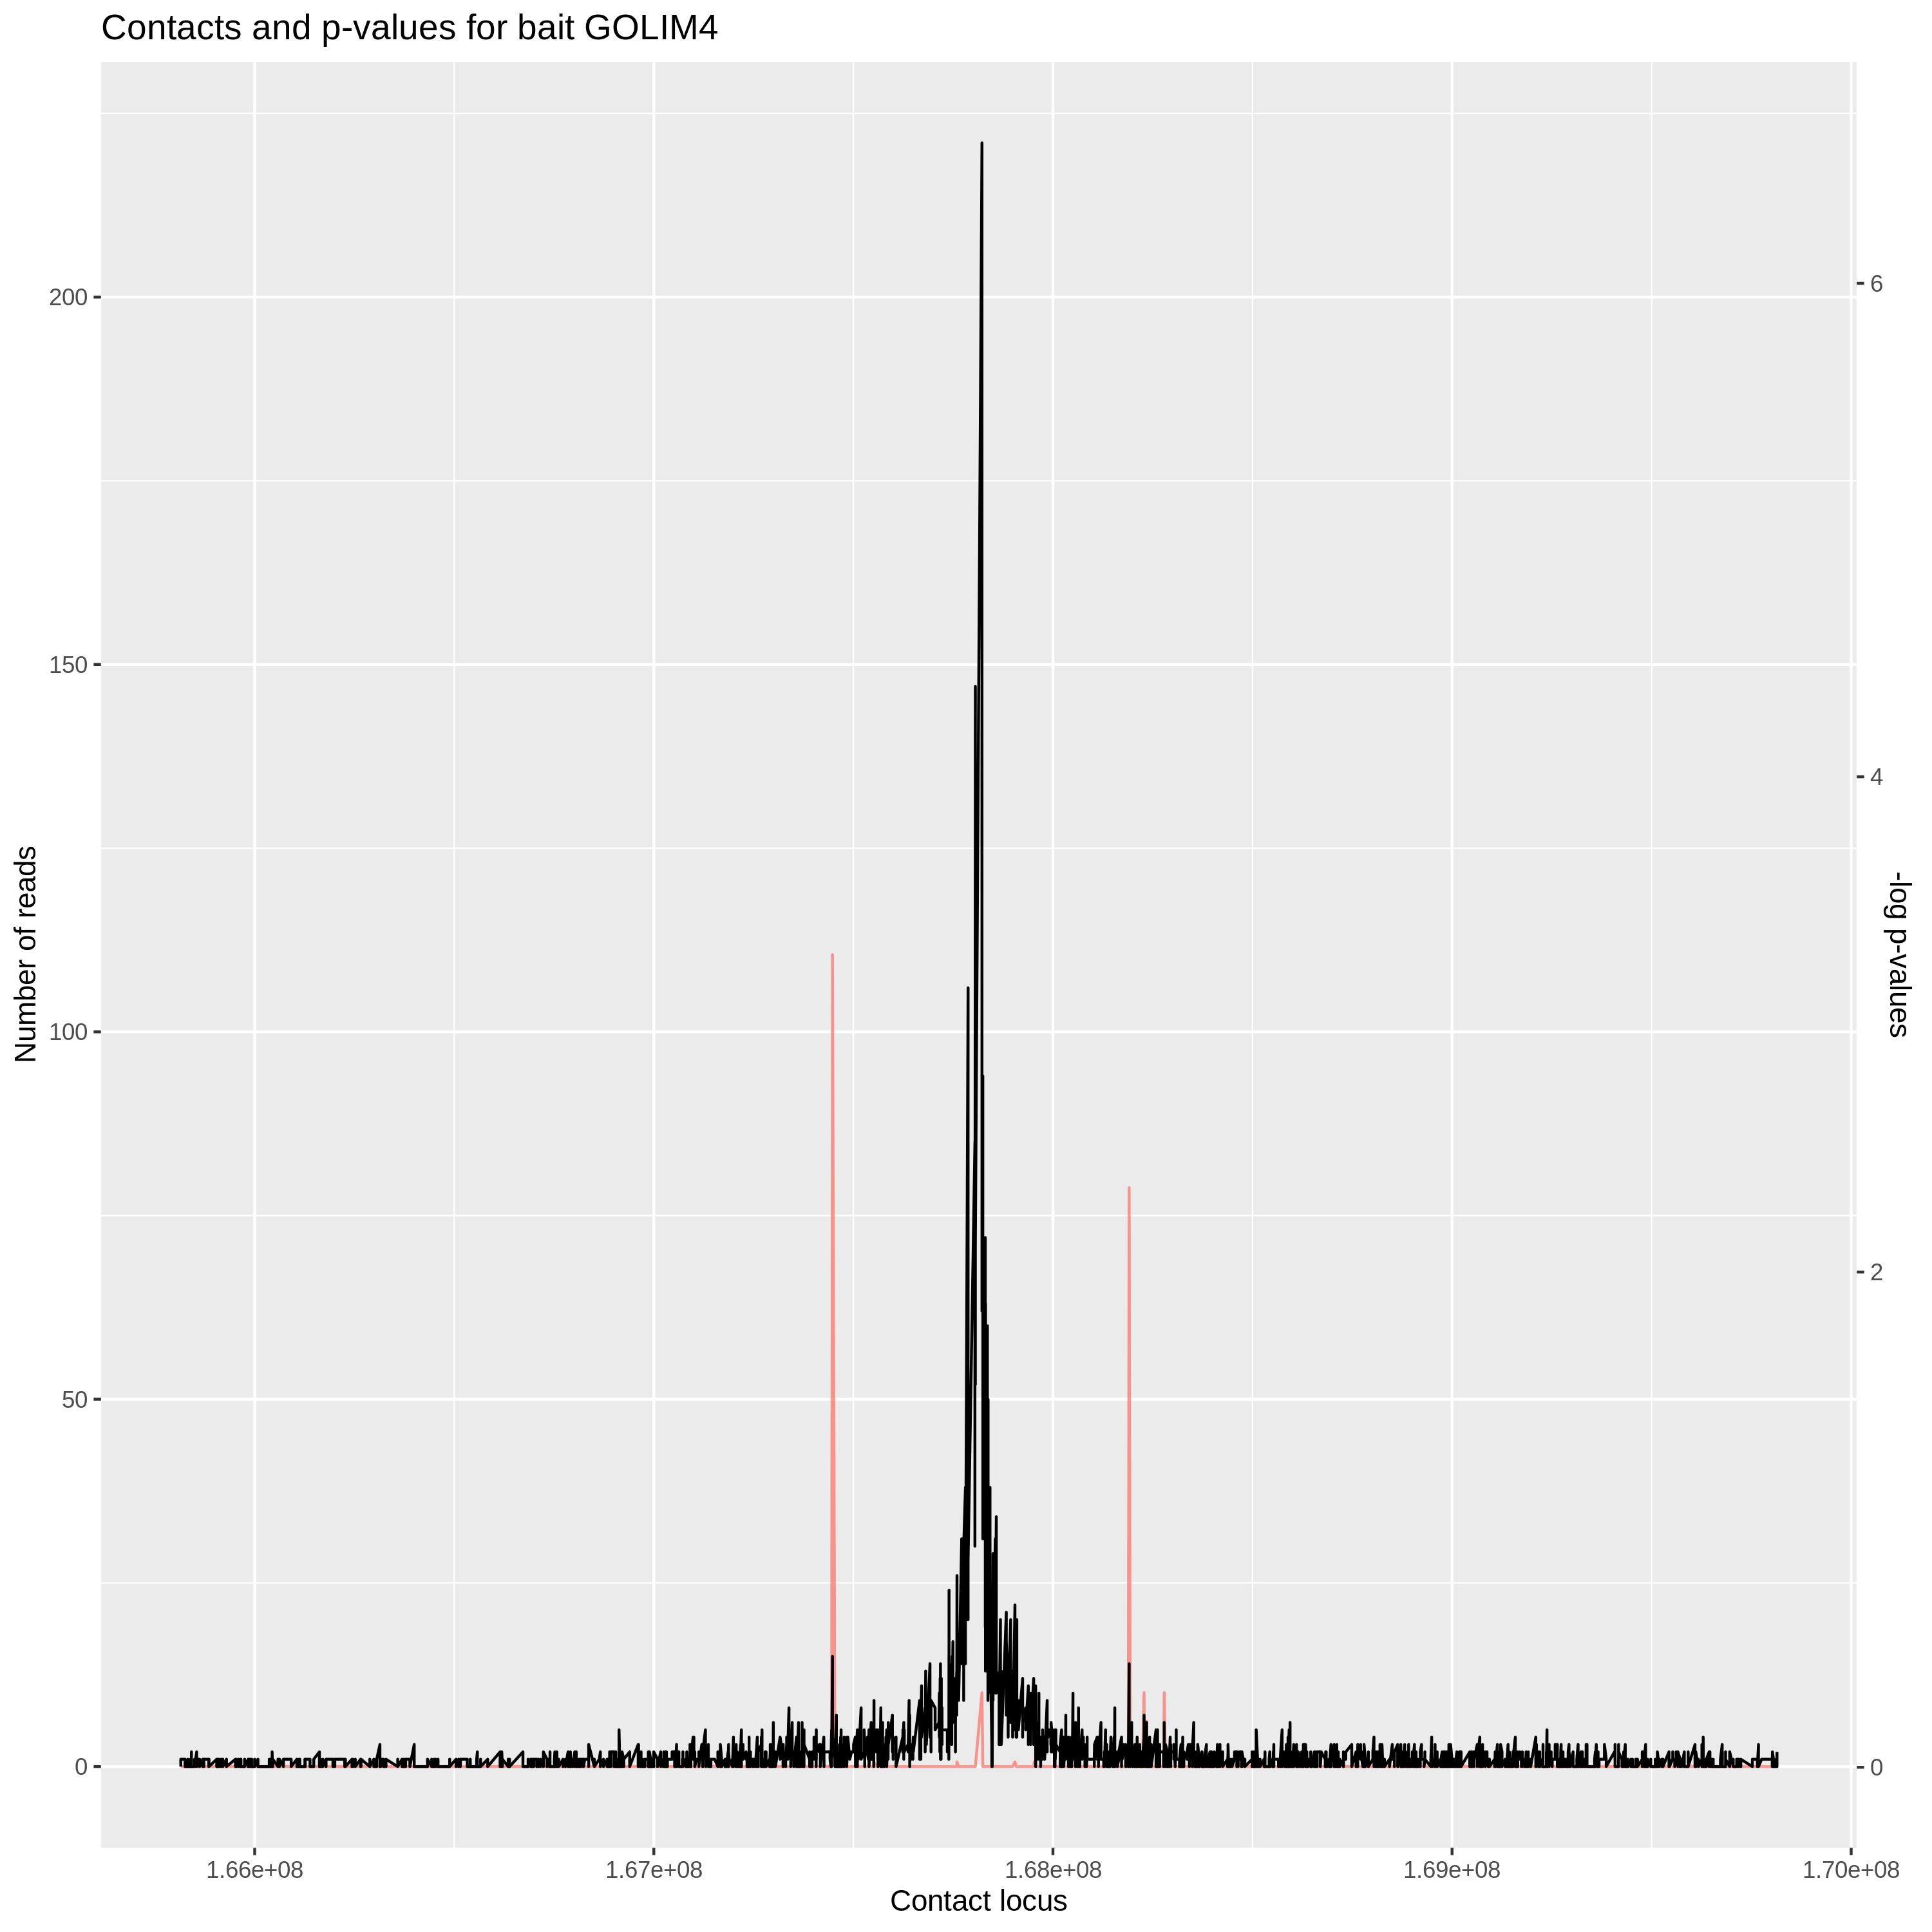 Contacts and p-values for bait GOLIM4
200
150
100
50
0
6
4
2
0
Number of reads
-log p-values
1.66e+08
1.67e+08
1.68e+08
1.69e+08
1.70e+08
Contact locus